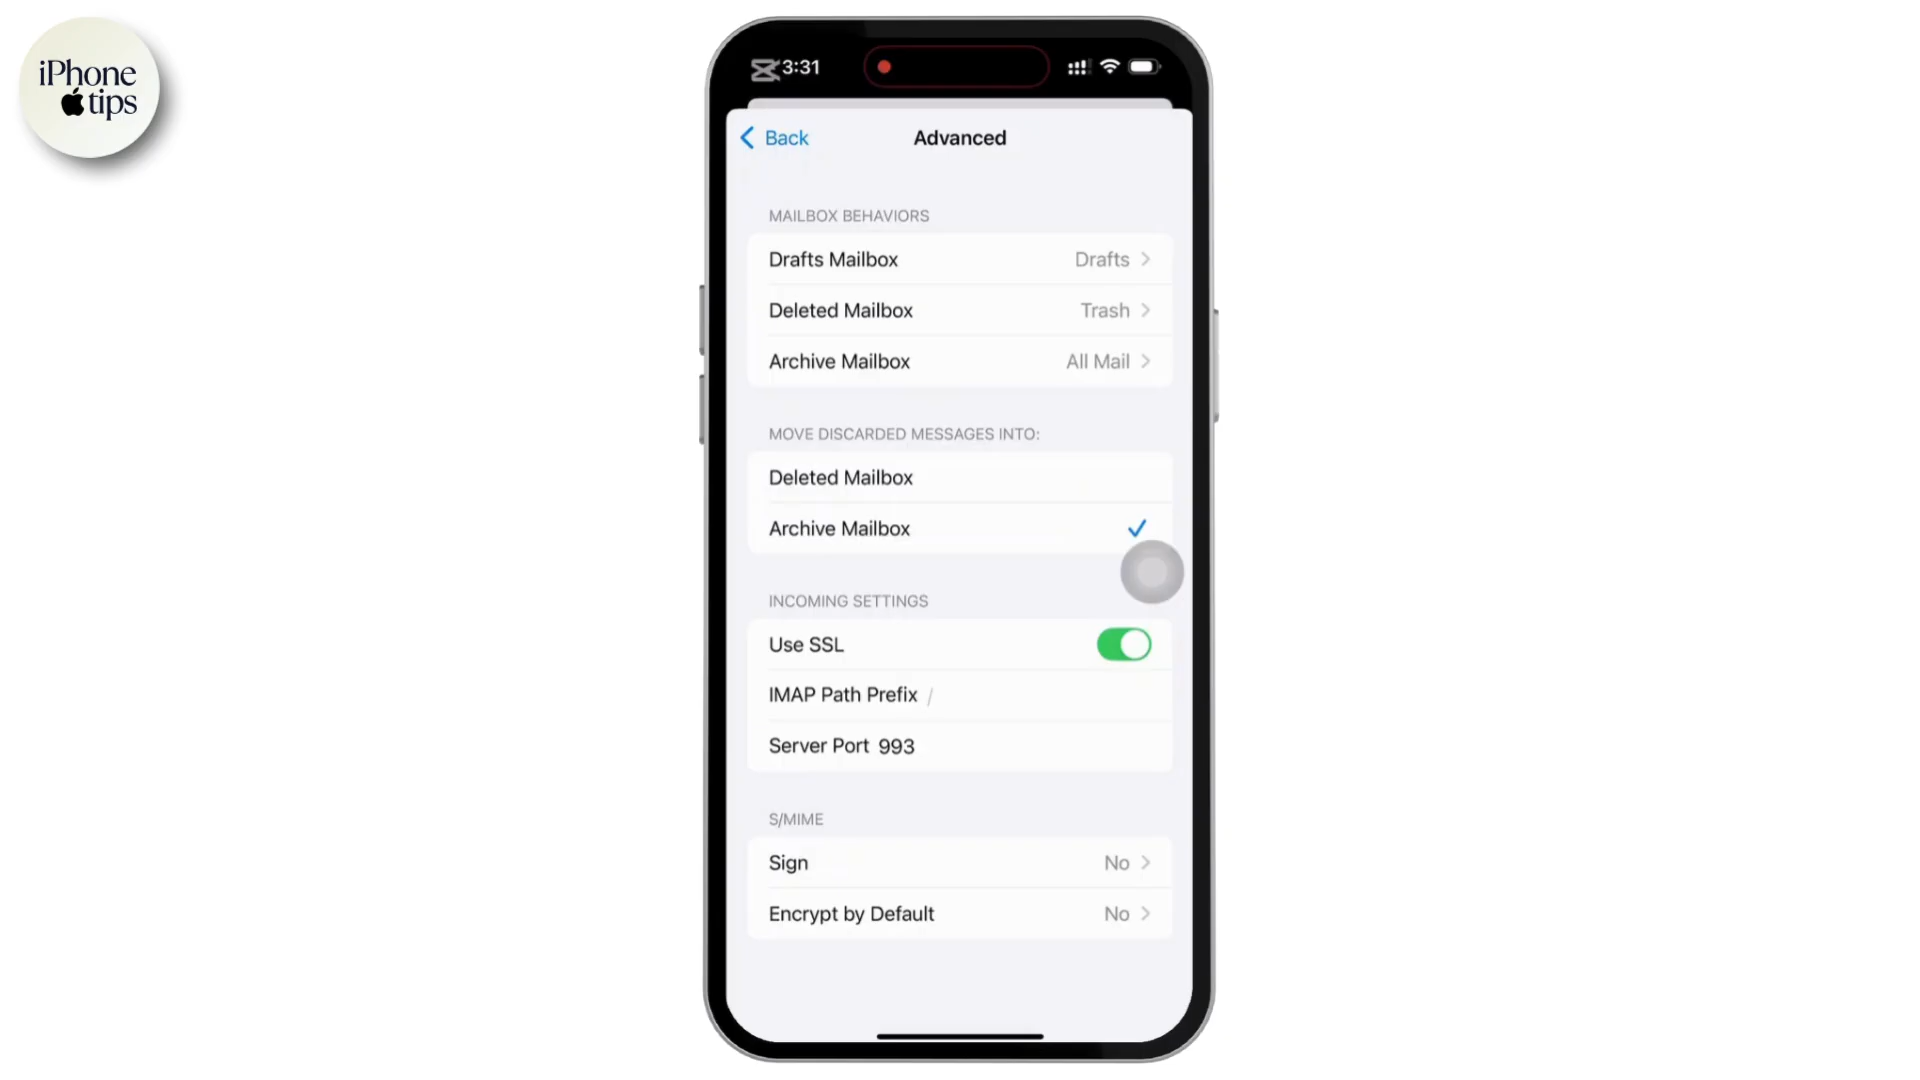 iPhone
tips
3:31
Back
Advanced
MAILBOX BEHAVIORS
Drafts Mailbox Drafts
Deleted Mailbox Trash
Archive Mailbox All Mail
MOVE DISCARDED MESSAGES INTO:
Deleted Mailbox
Archive Mailbox
INCOMING SETTINGS
Use SSL
IMAP Path Prefix /
Server Port 993
S/MIME
Sign No
Encrypt by Default No